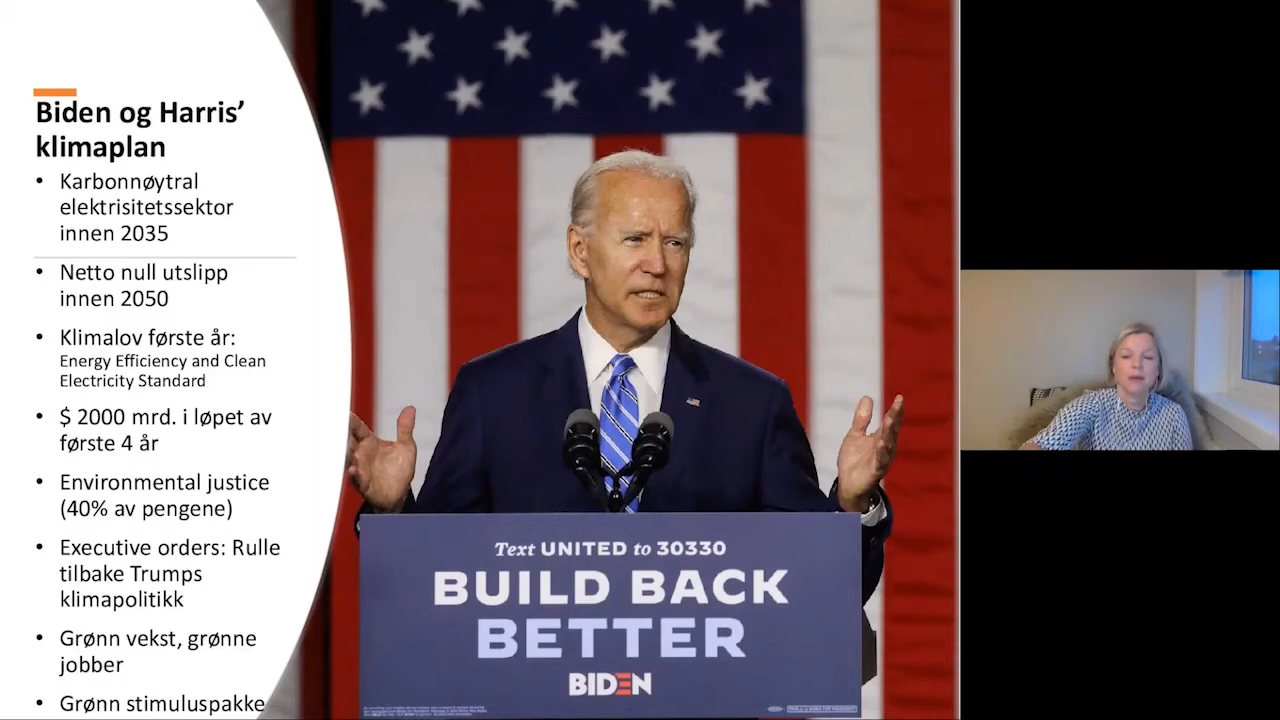 Biden og Harris’
klimaplan
• Karbonnøytral
elektrisitetssektor
innen 2035
• Netto null utslipp
innen 2050
• Klimalov første år:
Energy Efficiency and Clean
Electricity Standard
• $ 2000 mrd. i løpet av
første 4 år
• Environmental justice
(40% av pengene)
• Executive orders: Rulle
tilbake Trumps
klimapolitikk
• Grønn vekst, grønne
jobber
• Grønn stimuluspakke
Text UNITED to 30330
BUILD BACK
BETTER
BIDEN